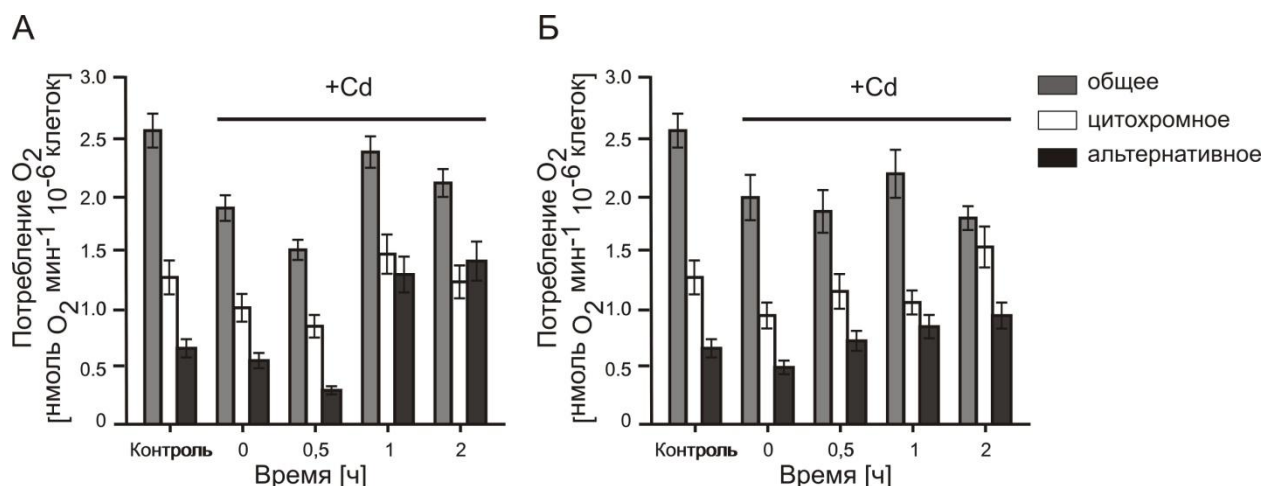 А
Потребление O2
[нмоль O2 мин-1 10-6 клеток]
3.0
2.5
2.0
1.5
1.0
0.5
0
+Cd
Контроль
0
0,5
1
2
Время [ч]
Б
Потребление O2
[нмоль O2 мин-1 10-6 клеток]
3.0
2.5
2.0
1.5
1.0
0.5
0
+Cd
Контроль
0
0,5
1
2
Время [ч]
общее
цитохромное
альтернативное